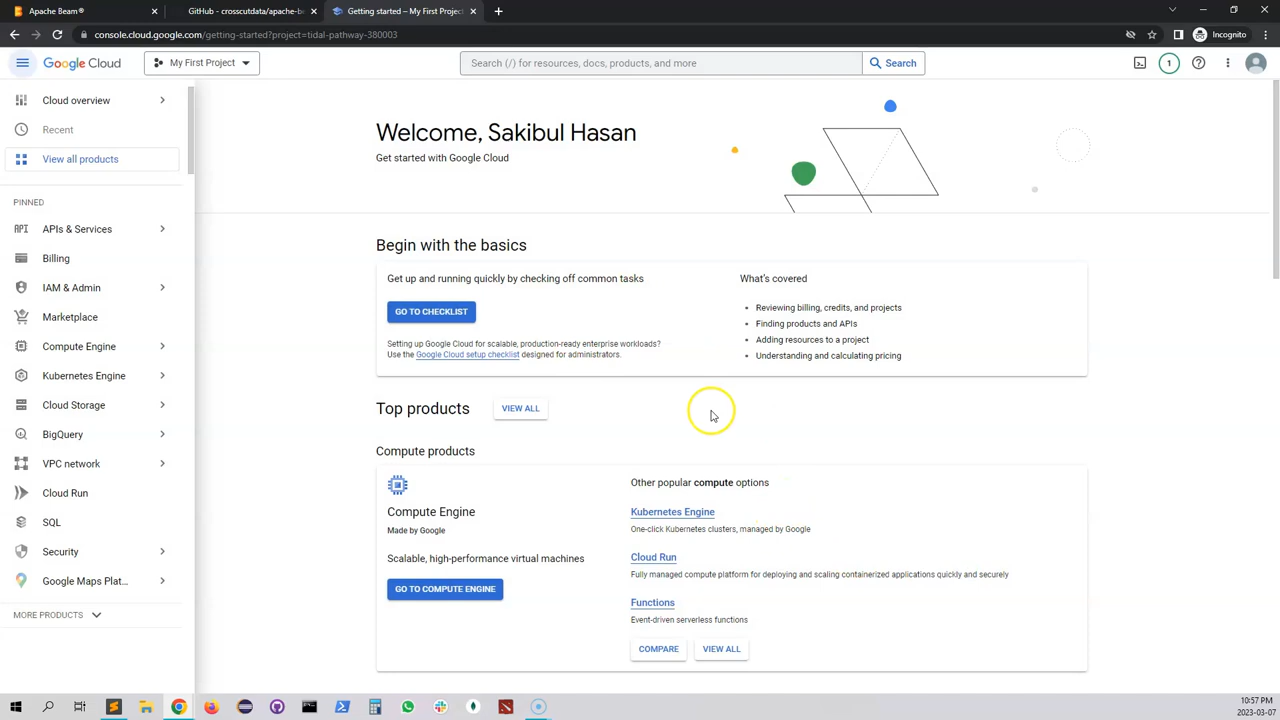 Apache Beam®
GitHub - crosscutdata/apache-b
Getting started – My First Project
console.cloud.google.com/getting-started?project=tidal-pathway-380003
Incognito
Google Cloud
My First Project
Search (/) for resources, docs, products, and more
Search
1
Cloud overview
Recent
View all products
PINNED
API APIs & Services
Billing
IAM & Admin
Marketplace
Compute Engine
Kubernetes Engine
Cloud Storage
BigQuery
VPC network
Cloud Run
SQL
Security
Google Maps Plat...
MORE PRODUCTS
Welcome, Sakibul Hasan
Get started with Google Cloud
Begin with the basics
Get up and running quickly by checking off common tasks
GO TO CHECKLIST
Setting up Google Cloud for scalable, production-ready enterprise workloads?
Use the Google Cloud setup checklist designed for administrators.
What's covered
• Reviewing billing, credits, and projects
• Finding products and APIs
• Adding resources to a project
• Understanding and calculating pricing
Top products
VIEW ALL
Compute products
Compute Engine
Made by Google
Scalable, high-performance virtual machines
GO TO COMPUTE ENGINE
Other popular compute options
Kubernetes Engine
One-click Kubernetes clusters, managed by Google
Cloud Run
Fully managed compute platform for deploying and scaling containerized applications quickly and securely
Functions
Event-driven serverless functions
COMPARE
VIEW ALL
10:57 PM
2023-03-07